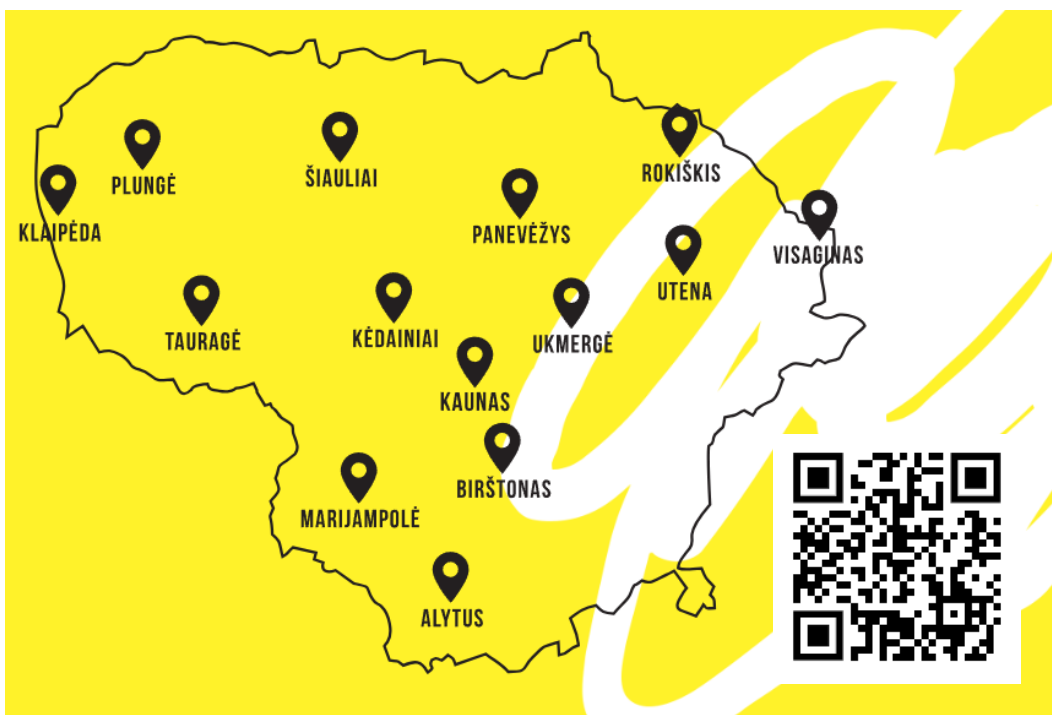 PLUNGĖ
ŠIAULIAI
ROKIŠKIS
KLAIPĖDA
PANEVĖŽYS
VISAGINAS
UTENA
TAURAGĖ
KĖDAINIAI
UKMERGĖ
KAUNAS
BIRŠTONAS
MARIJAMPOLĖ
ALYTUS